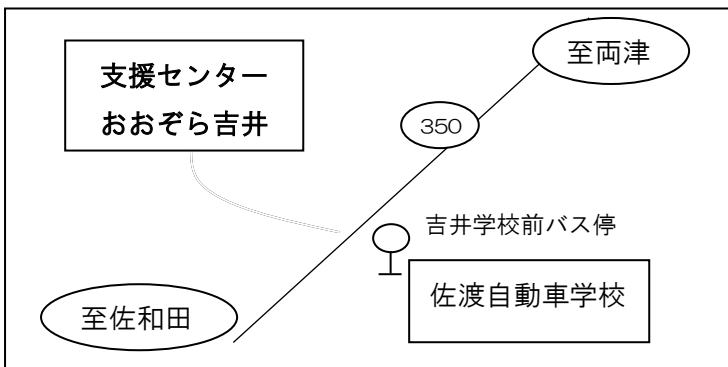 至両津
支援センター
おおぞら吉井
350
吉井学校前バス停
佐渡自動車学校
至佐和田